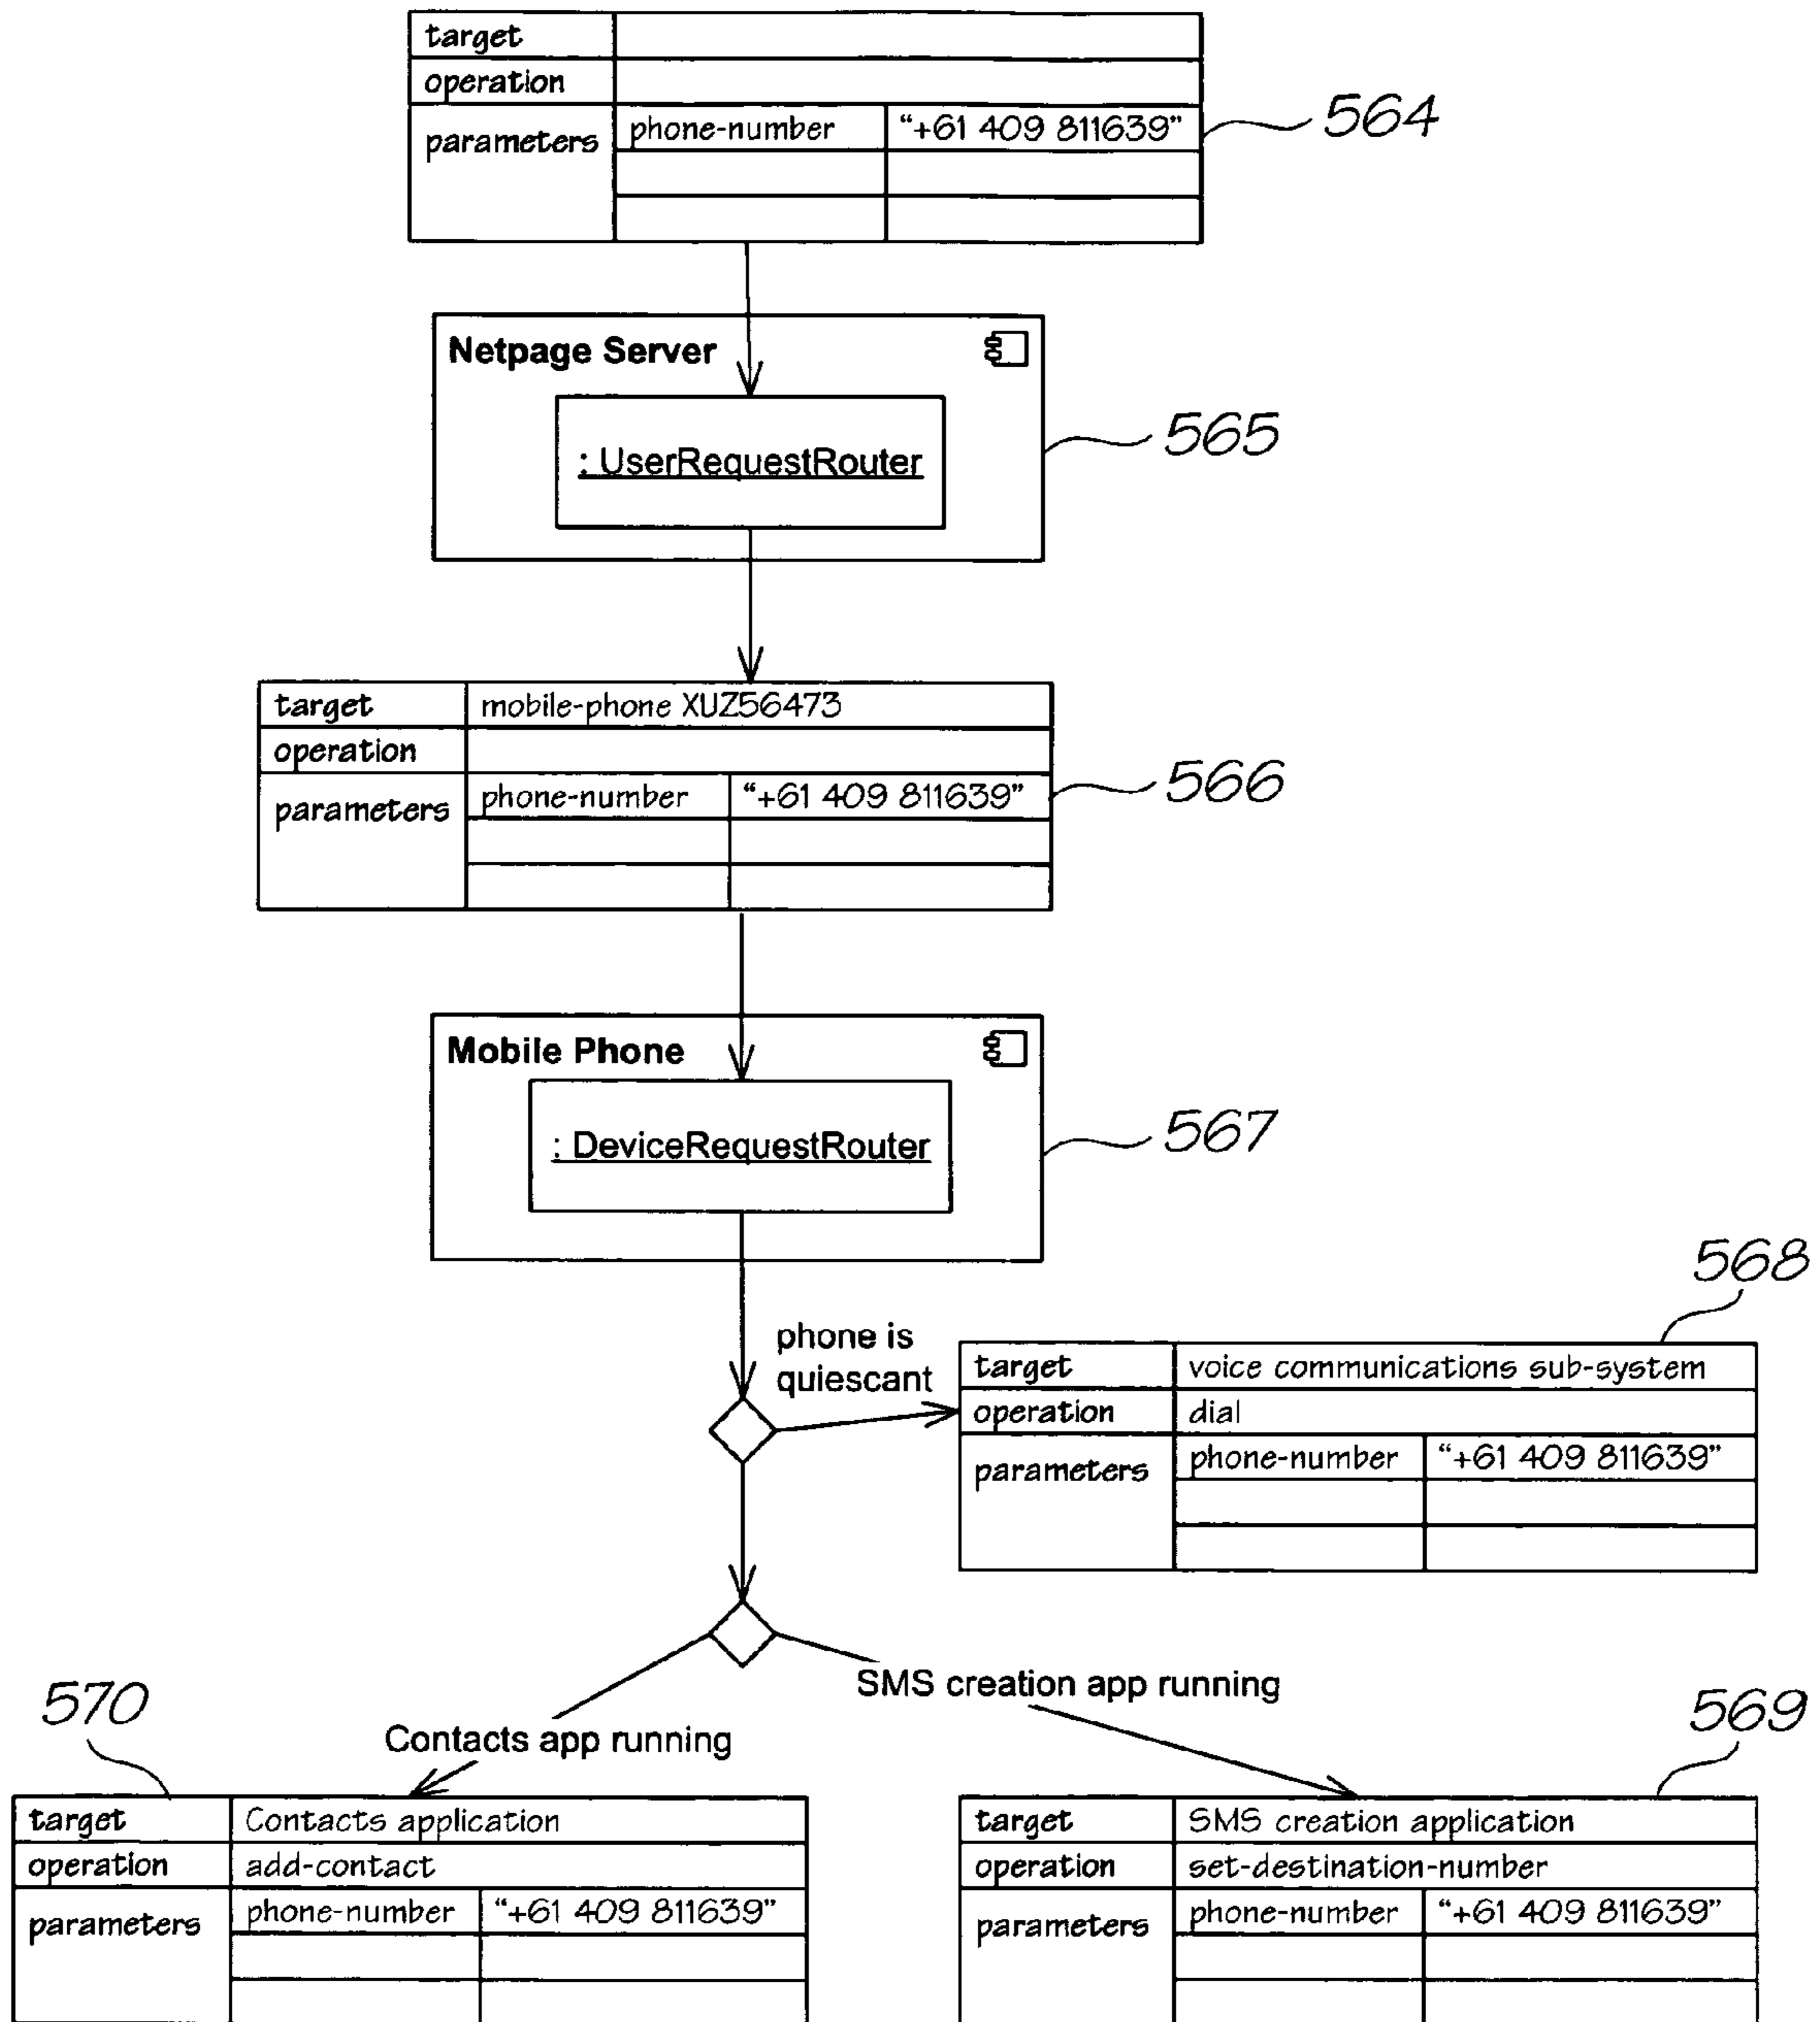 target
operation
parameters phone-number "+61 409 811639"
564
Netpage Server
: UserRequestRouter
565
target mobile-phone XUZ56473
operation
parameters phone-number "+61 409 811639"
566
Mobile Phone
: DeviceRequestRouter
567
568
phone is
quiescant
target voice communications sub-system
operation dial
parameters phone-number "+61 409 811639"
SMS creation app running
Contacts app running
570
target Contacts application
operation add-contact
parameters phone-number "+61 409 811639"
569
target SMS creation application
operation set-destination-number
parameters phone-number "+61 409 811639"